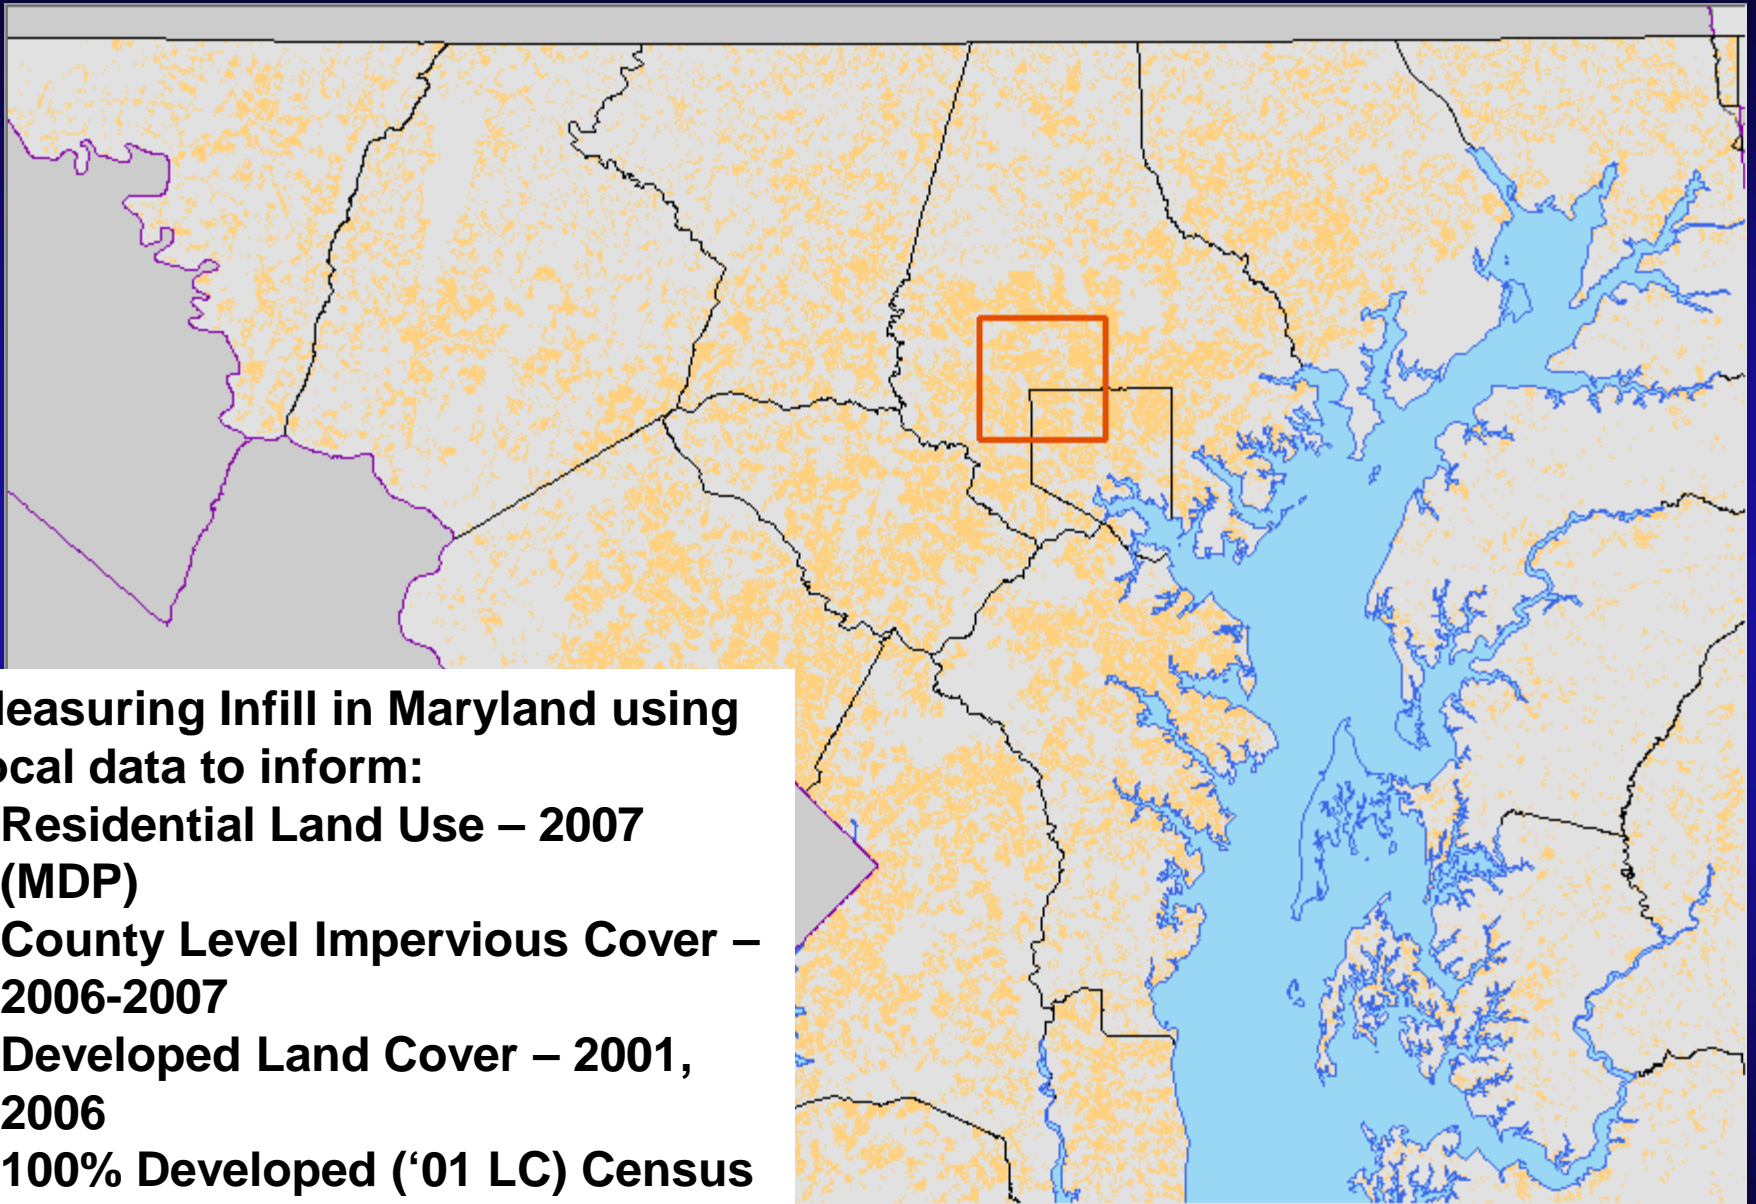 leasuring Infill in Maryland using
ocal data to inform:
Residential Land Use – 2007
(MDP)
County Level Impervious Cover –
2006-2007
Developed Land Cover – 2001,
2006
100% Developed (‘01 LC) Census